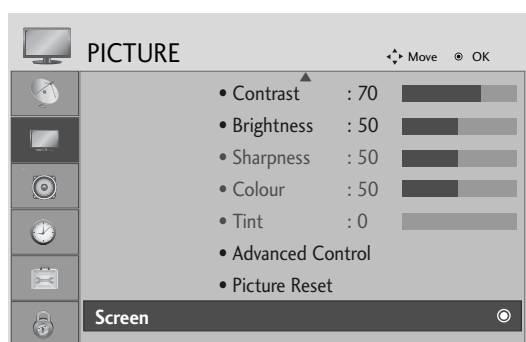 PICTURE
Move OK
• Contrast : 70
• Brightness : 50
• Sharpness : 50
• Colour : 50
• Tint : 0
• Advanced Control
• Picture Reset
Screen